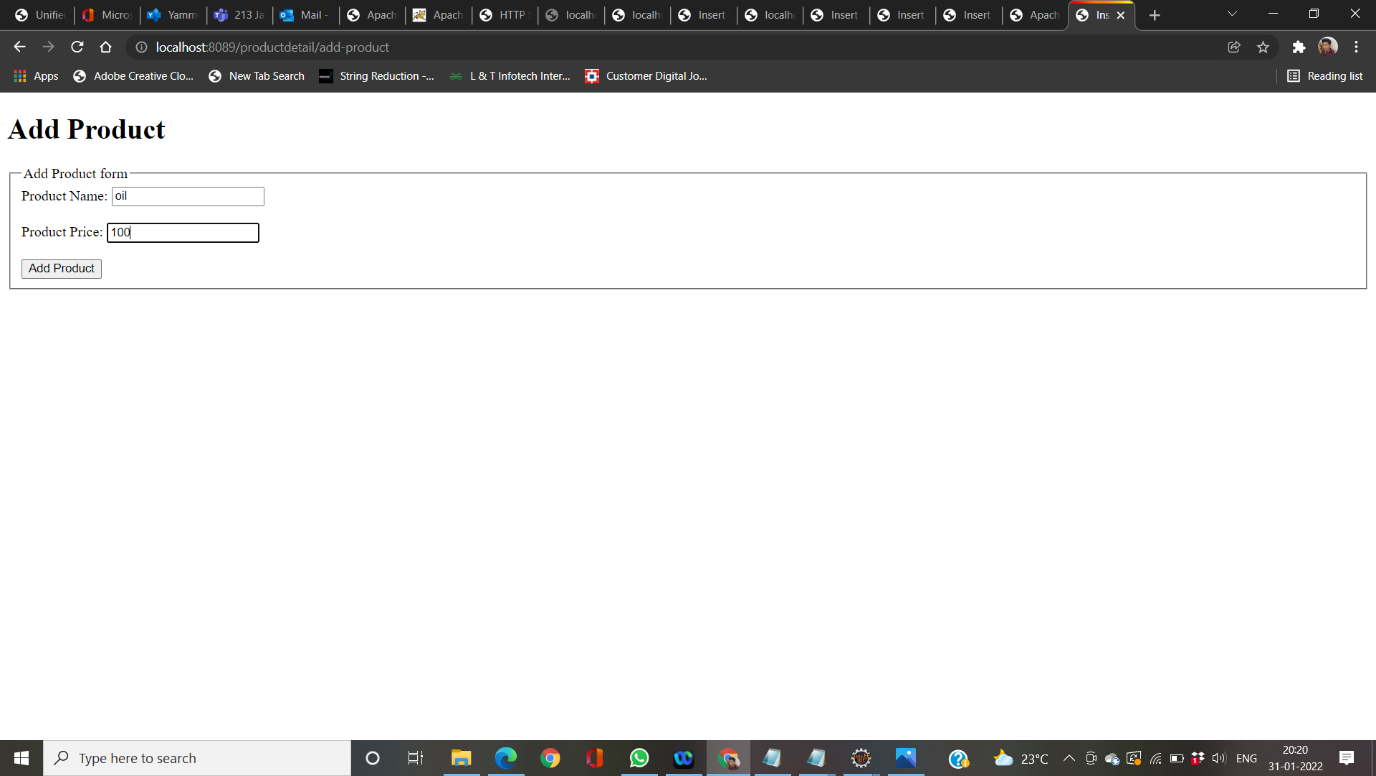 Unified
Micros
Yamm
213 Ja
Mail -
Apach
Apach
HTTP
localh
localh
Insert
localh
Insert
Insert
Insert
Apach
Ins
localhost:8089/productdetail/add-product
Apps
Adobe Creative Clo...
New Tab Search
String Reduction -...
L & T Infotech Inter...
Customer Digital Jo...
Reading list
Add Product
Add Product form
Product Name: oil
Product Price: 100
Add Product
Type here to search
23°C
ENG
20:20
31-01-2022